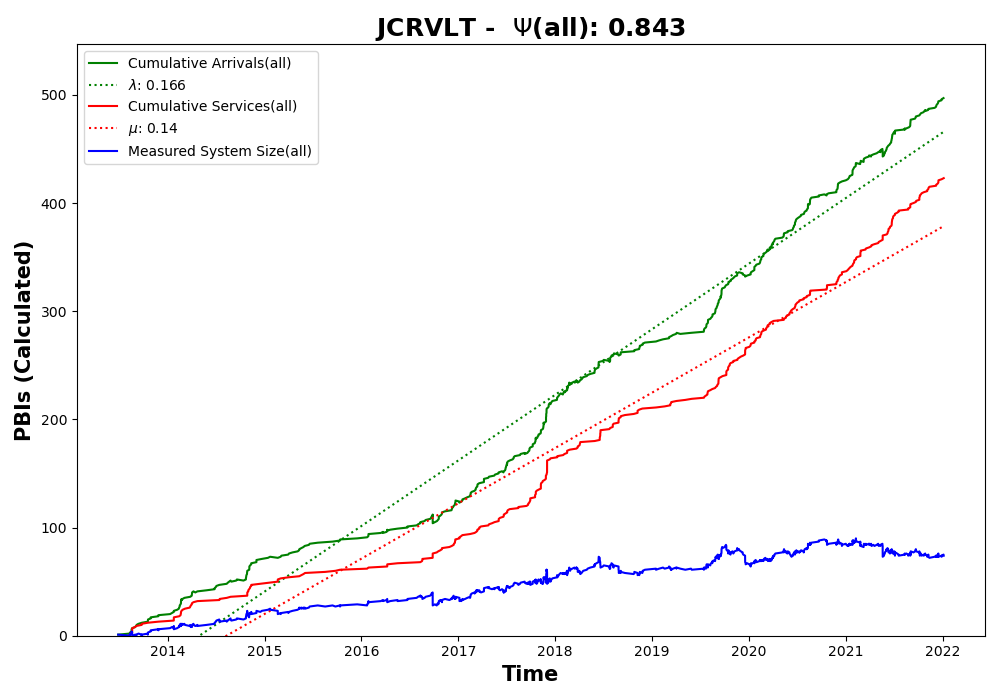 JCRVLT - Ψ(all): 0.843
Cumulative Arrivals(all)
λ: 0.166
Cumulative Services(all)
μ: 0.14
Measured System Size(all)
PBIs (Calculated)
500
400
300
200
100
0
2014 2015 2016 2017 2018 2019 2020 2021 2022
Time